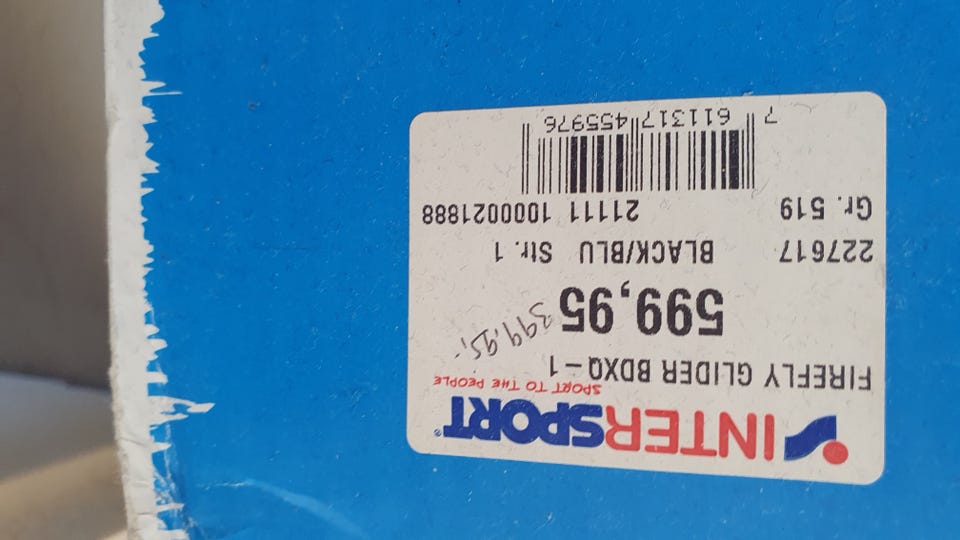 INTERSPORT®
SPORT TO THE PEOPLE
FIREFLY GLIDER BDXQ-1
599,95 399,95,-
227617 BLACK/BLU Str. 1
Gr. 519 21111 1000021888
7 611317 455976